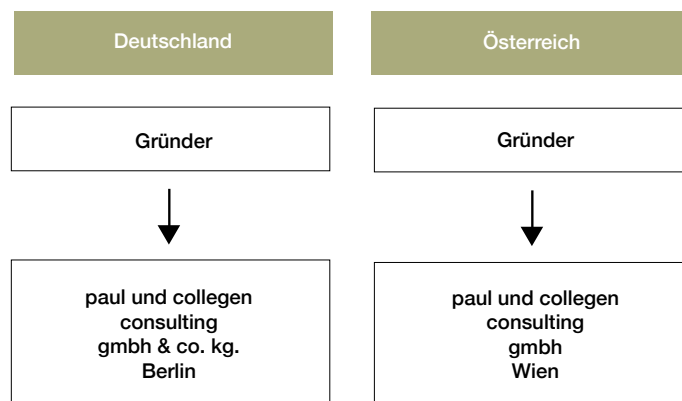 Deutschland
Österreich
Gründer
Gründer
paul und collegen
consulting
gmbh & co. kg.
Berlin
paul und collegen
consulting
gmbh
Wien